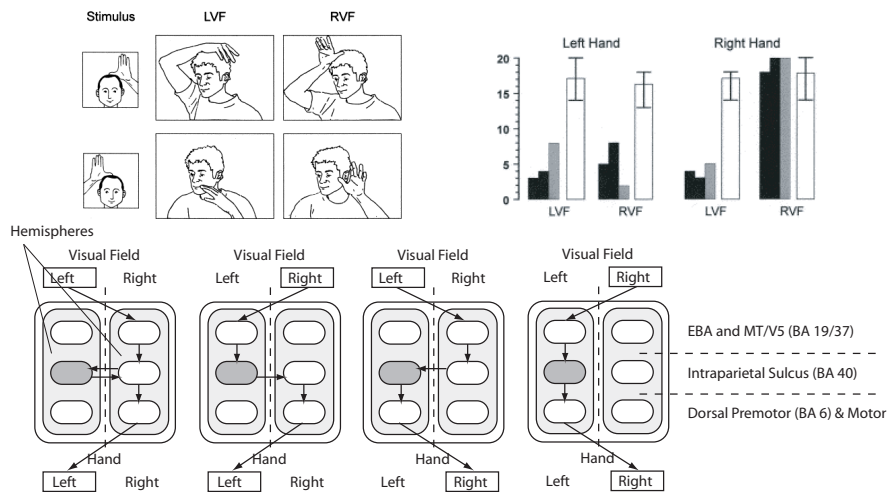 Stimulus LVF RVF
Left Hand Right Hand
20
15
10
5
0
LVF RVF LVF RVF
Hemispheres
Visual Field Visual Field Visual Field Visual Field
Left Right Left Right Left Right Left Right
EBA and MT/V5 (BA 19/37)
Intraparietal Sulcus (BA 40)
Dorsal Premotor (BA 6) & Motor
Hand Hand Hand Hand
Left Right Left Right Left Right Left Right